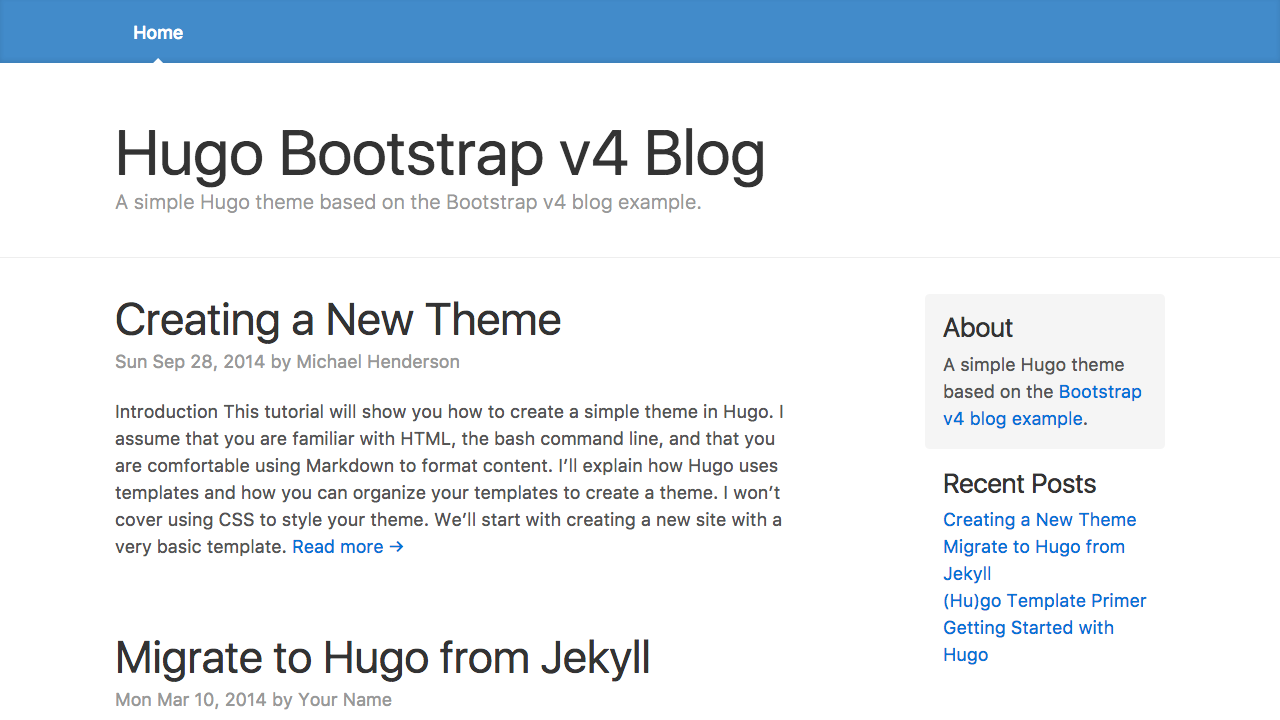 Home
Hugo Bootstrap v4 Blog
A simple Hugo theme based on the Bootstrap v4 blog example.
Creating a New Theme
Sun Sep 28, 2014 by Michael Henderson
Introduction This tutorial will show you how to create a simple theme in Hugo. I
assume that you are familiar with HTML, the bash command line, and that you
are comfortable using Markdown to format content. I’ll explain how Hugo uses
templates and how you can organize your templates to create a theme. I won’t
cover using CSS to style your theme. We’ll start with creating a new site with a
very basic template. Read more →
Migrate to Hugo from Jekyll
Mon Mar 10, 2014 by Your Name
About
A simple Hugo theme
based on the Bootstrap
v4 blog example.
Recent Posts
Creating a New Theme
Migrate to Hugo from
Jekyll
(Hu)go Template Primer
Getting Started with
Hugo